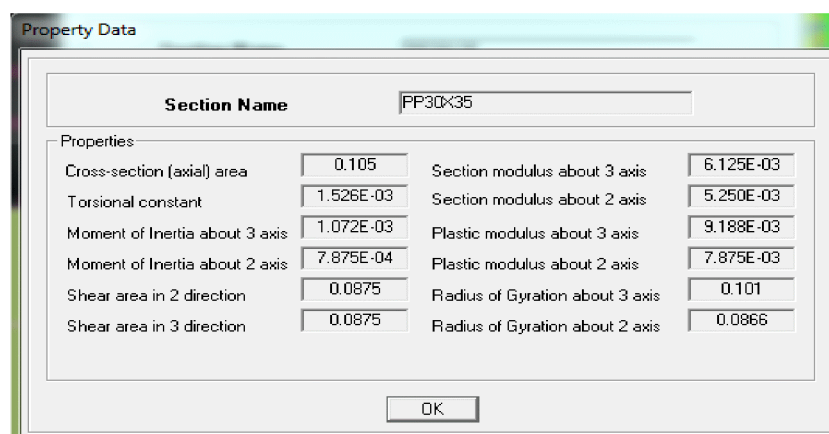 Property Data
Section Name PP30X35
Properties
Cross-section (axial) area 0.105 Section modulus about 3 axis 6.125E-03
Torsional constant 1.526E-03 Section modulus about 2 axis 5.250E-03
Moment of Inertia about 3 axis 1.072E-03 Plastic modulus about 3 axis 9.188E-03
Moment of Inertia about 2 axis 7.875E-04 Plastic modulus about 2 axis 7.875E-03
Shear area in 2 direction 0.0875 Radius of Gyration about 3 axis 0.101
Shear area in 3 direction 0.0875 Radius of Gyration about 2 axis 0.0866
OK